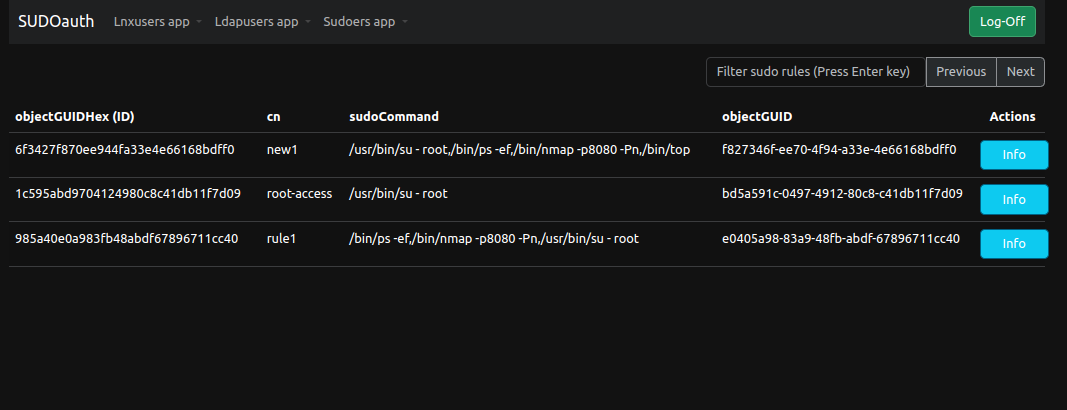 SUDOauth Lnxusers app Ldapusers app Sudoers app Log-Off
Filter sudo rules (Press Enter key) Previous Next
objectGUIDHex (ID) cn sudoCommand objectGUID Actions
6f3427f870ee944fa33e4e66168bdff0 new1 /usr/bin/su - root,/bin/ps -ef,/bin/nmap -p8080 -Pn,/bin/top f827346f-ee70-4f94-a33e-4e66168bdff0 Info
1c595abd9704124980c8c41db11f7d09 root-access /usr/bin/su - root bd5a591c-0497-4912-80c8-c41db11f7d09 Info
985a40e0a983fb48abdf67896711cc40 rule1 /bin/ps -ef,/bin/nmap -p8080 -Pn,/usr/bin/su - root e0405a98-83a9-48fb-abdf-67896711cc40 Info